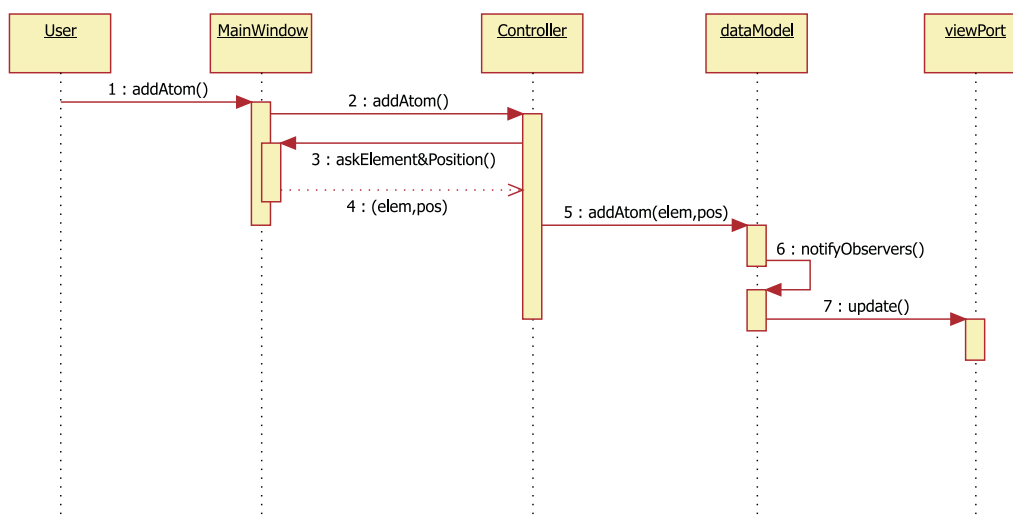 User
MainWindow
Controller
dataModel
viewPort
1 : addAtom()
2 : addAtom()
3 : askElement&Position()
4 : (elem,pos)
5 : addAtom(elem,pos)
6 : notifyObservers()
7 : update()